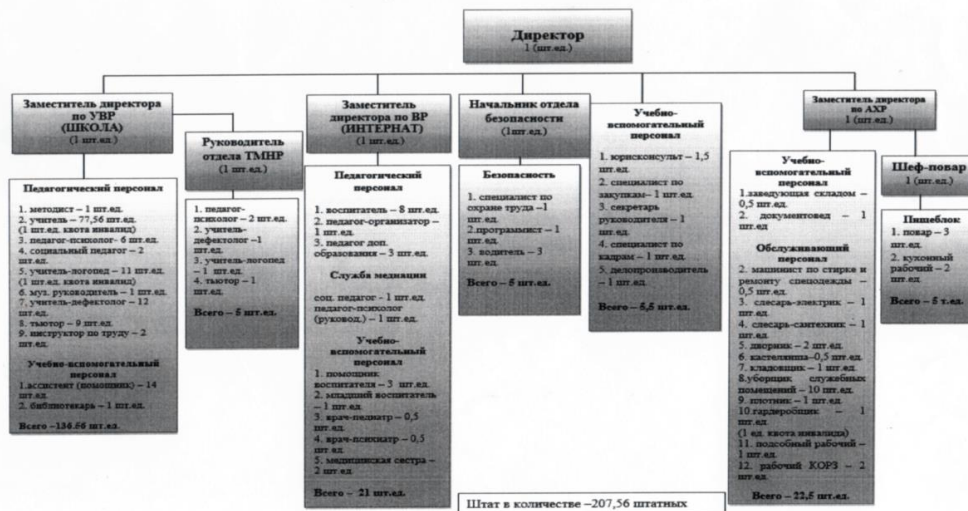 Директор
1 (шт.ед.)
Заместитель директора
по УВР
(ШКОЛА)
(1 шт.ед.)
Педагогический персонал
1. методист – 1 шт.ед.
2. учитель – 77,56 шт.ед.
(1 шт.ед. квота инвалид)
3. педагог-психолог- 6 шт.ед.
4. социальный педагог – 2
шт.ед.
5. учитель-логопед – 11 шт.ед.
(1 шт.ед. квота инвалид)
6. муз. руководитель – 1 шт.ед.
7. учитель-дефектолог – 12
шт.ед.
8. тьютор – 9 шт.ед.
9. инструктор по труду – 2
шт.ед.
Учебно-вспомогательный
персонал
1.ассистент (помощник) – 14
шт.ед.
2. библиотекарь – 1 шт.ед.
Всего –136.56 шт.ед.
Руководитель
отдела ТМНР
(1 шт.ед.)
1. педагог-
психолог – 2 шт.ед.
2. учитель-
дефектолог –1
шт.ед.
3. учитель-логопед
– 1 шт.ед.
4. тьютор – 1
шт.ед.
Всего – 5 шт.ед.
Заместитель
директора по ВР
(ИНТЕРНАТ)
(1 шт.ед.)
Педагогический
персонал
1. воспитатель – 8 шт.ед.
2. педагог-организатор –
1 шт.ед.
3. педагог доп.
образования – 3 шт.ед.
Служба медиации
соц. педагог - 1 шт.ед.
педагог-психолог
(руковод.) – 1 шт.ед.
Учебно-
вспомогательный
персонал
1. помощник
воспитателя – 3 шт.ед.
2. младший воспитатель
– 1 шт.ед.
3. врач-педиатр – 0,5
шт.ед.
4. врач-психиатр – 0,5
шт.ед.
5. медицинская сестра –
2 шт.ед.
Всего – 21 шт.ед.
Начальник отдела
безопасности
(1шт.ед.)
Безопасность
1. специалист по
охране труда –1
шт.ед.
2.программист – 1
шт.ед.
3. водитель – 3
шт.ед.
Всего – 5 шт.ед.
Учебно-
вспомогательный
персонал
1. юрисконсульт – 1,5
шт.ед.
2. специалист по
закупкам – 1 шт.ед.
3. секретарь
руководителя – 1
шт.ед.
4. специалист по
кадрам – 1 шт.ед.
5. делопроизводитель
– 1 шт.ед.
Всего – 5,5 шт.ед.
Заместитель директора
по АХР
1 (шт.ед.)
Учебно-
вспомогательный
персонал
1.заведующая складом –
0,5 шт.ед.
2. документовед – 1
шт.ед
Обслуживающий
персонал
2. машинист по стирке и
ремонту спецодежды –
0,5 шт.ед.
3. слесарь-электрик – 1
шт.ед.
4. слесарь-сантехник – 1
шт.ед.
5. дворник – 2 шт.ед.
6. кастелянша–0,5 шт.ед.
7. кладовщик – 1 шт.ед.
8.уборщик служебных
помещений – 10 шт.ед.
9. плотник – 1 шт.ед.
10.гардеробщик – 1
шт.ед.
(1 ед. квота инвалида)
11. подсобный рабочий –
1 шт.ед.
12. рабочий КОРЗ – 2
шт.ед.
Всего – 22,5 шт.ед.
Шеф-повар
1 (шт.ед.)
Пищеблок
1. повар – 3
шт.ед.
2. кухонный
рабочий – 2
шт.ед.
Всего – 5 т.ед.
Штат в количестве –207,56 штатных